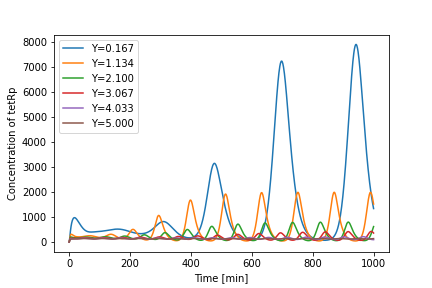 8000
7000
6000
5000
4000
3000
2000
1000
0
Concentration of tetRp
Y=0.167
Y=1.134
Y=2.100
Y=3.067
Y=4.033
Y=5.000
0 200 400 600 800 1000
Time [min]